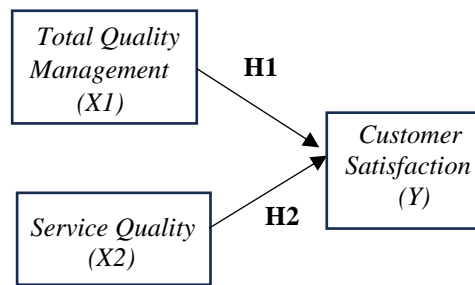 Total Quality
Management
(X1)
H1
Customer
Satisfaction
(Y)
Service Quality
(X2)
H2